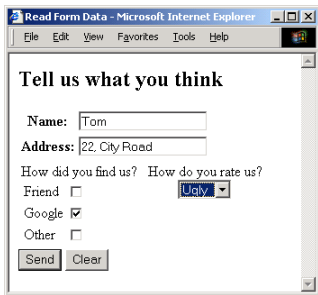 Read Form Data - Microsoft Internet Explorer
File Edit View Favorites Tools Help
Tell us what you think
Name: Tom
Address: 22, City Road
How did you find us? How do you rate us?
Friend Ugly
Google
Other
Send Clear